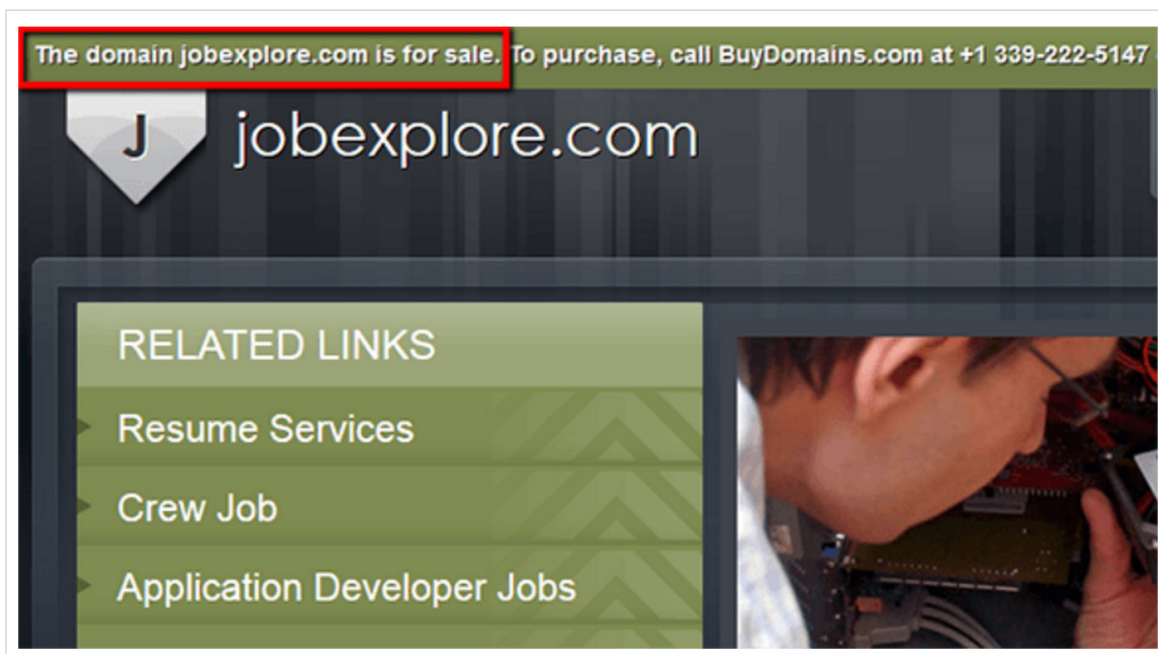 The domain jobexplore.com is for sale. To purchase, call BuyDomains.com at +1 339-222-5147
J
jobexplore.com
RELATED LINKS
Resume Services
Crew Job
Application Developer Jobs